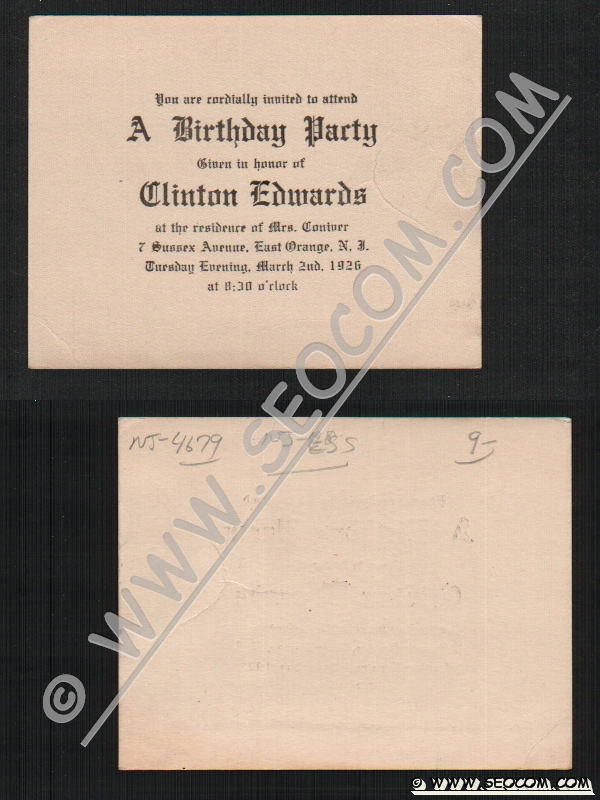 You are cordially invited to attend
A Birthday Party
Given in honor of
Clinton Edwards
at the residence of Mrs. Coniver
7 Sussex Avenue, East Orange, N. J.
Tuesday Evening, March 2nd, 1926
at 8:30 o'clock
NJ-4679 NJ- 9-
© WWW.SEOCOM.COM
© WWW.SEOCOM.COM